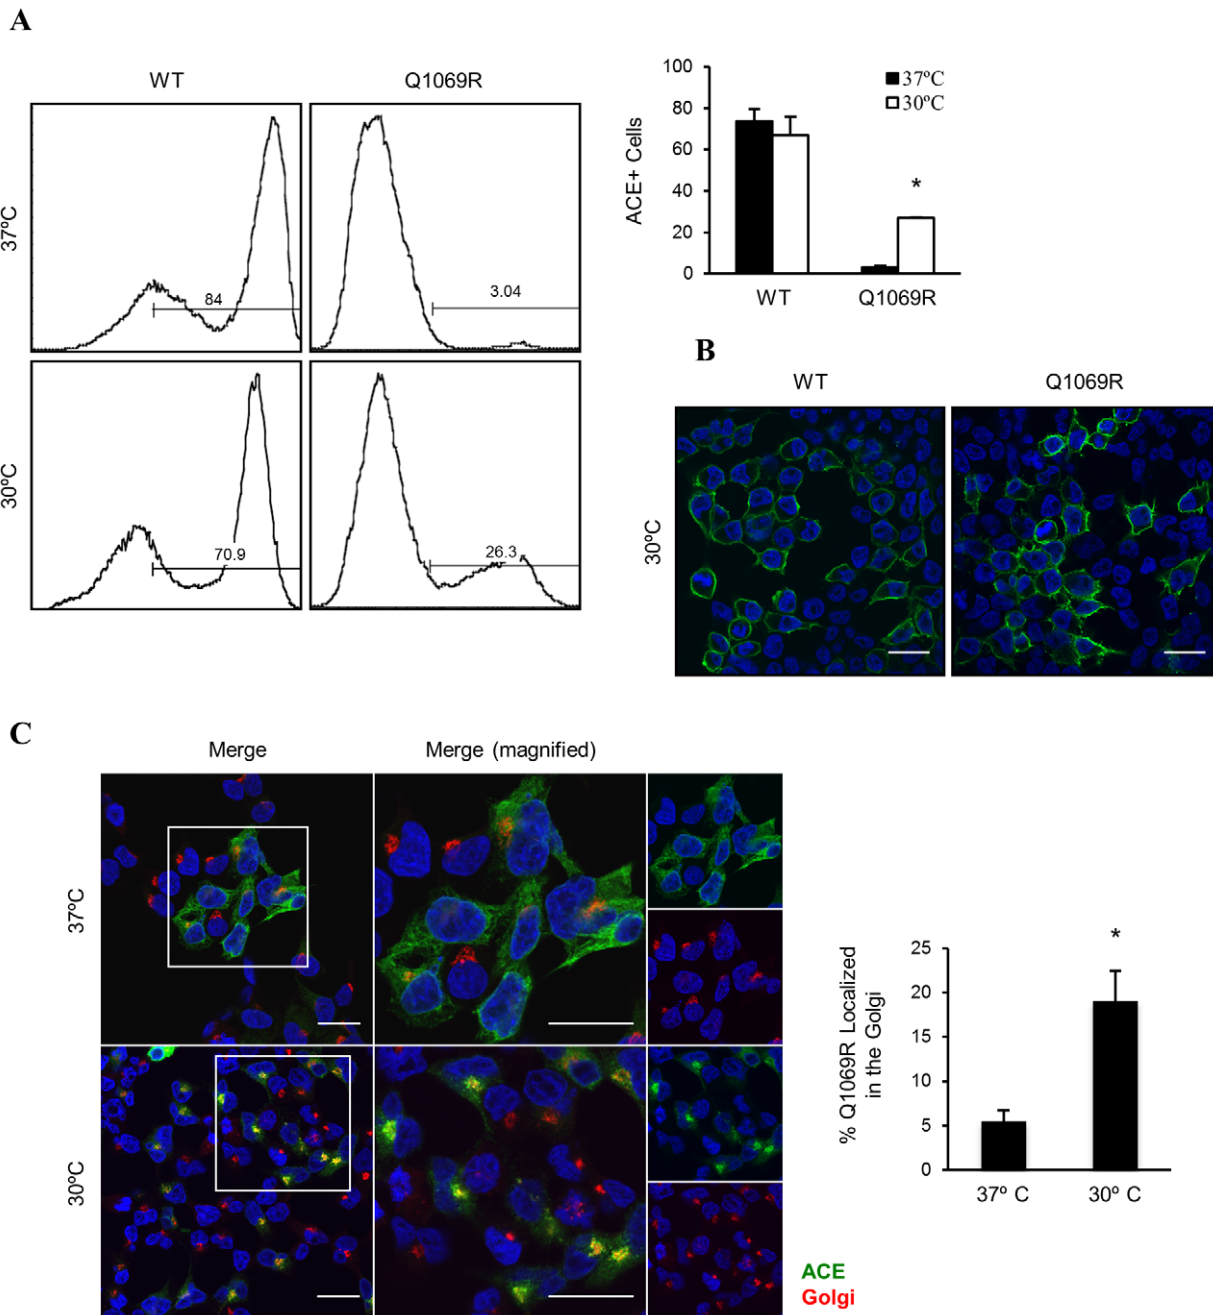 A
WT
Q1069R
37ºC
84
3.04
30ºC
70.9
26.3
ACE+ Cells
100
80
60
40
20
0
37ºC
30ºC
*
WT
Q1069R
B
WT
Q1069R
30ºC
C
Merge
Merge (magnified)
37ºC
30ºC
ACE
Golgi
% Q1069R Localized
in the Golgi
25
20
15
10
5
0
*
37º C
30º C